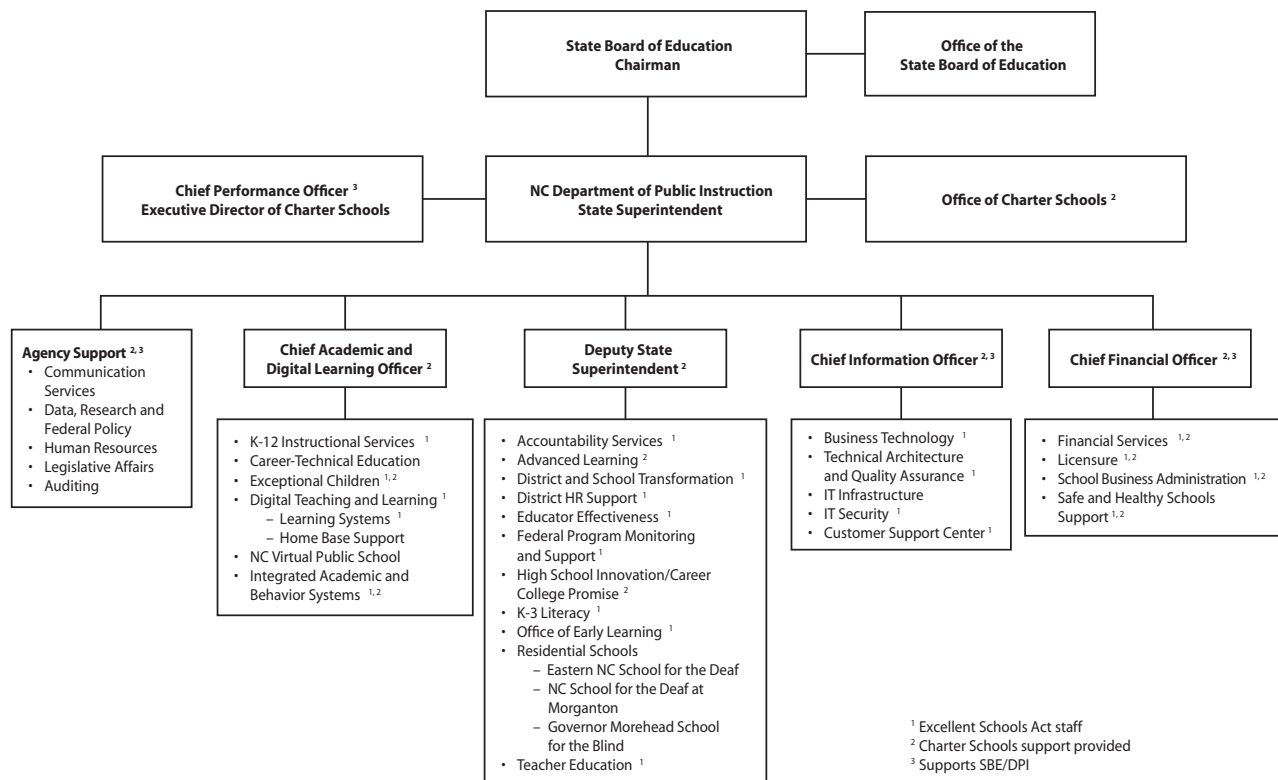 State Board of Education
Chairman
Office of the
State Board of Education
Chief Performance Officer ³
Executive Director of Charter Schools
NC Department of Public Instruction
State Superintendent
Office of Charter Schools ²
Agency Support ²,³
• Communication
Services
• Data, Research and
Federal Policy
• Human Resources
• Legislative Affairs
• Auditing
Chief Academic and
Digital Learning Officer ²
• K-12 Instructional Services ¹
• Career-Technical Education
• Exceptional Children ¹,²
• Digital Teaching and Learning ¹
– Learning Systems ¹
– Home Base Support
• NC Virtual Public School
• Integrated Academic and
Behavior Systems ¹,²
Deputy State
Superintendent ²
• Accountability Services ¹
• Advanced Learning ²
• District and School Transformation ¹
• District HR Support ¹
• Educator Effectiveness ¹
• Federal Program Monitoring
and Support ¹
• High School Innovation/Career
College Promise ²
• K-3 Literacy ¹
• Office of Early Learning ¹
• Residential Schools
– Eastern NC School for the Deaf
– NC School for the Deaf at
Morganton
– Governor Morehead School
for the Blind
• Teacher Education ¹
Chief Information Officer ²,³
• Business Technology ¹
• Technical Architecture
and Quality Assurance ¹
• IT Infrastructure
• IT Security ¹
• Customer Support Center ¹
Chief Financial Officer ²,³
• Financial Services ¹,²
• Licensure ¹,²
• School Business Administration ¹,²
• Safe and Healthy Schools
Support ¹,²
¹ Excellent Schools Act staff
² Charter Schools support provided
³ Supports SBE/DPI